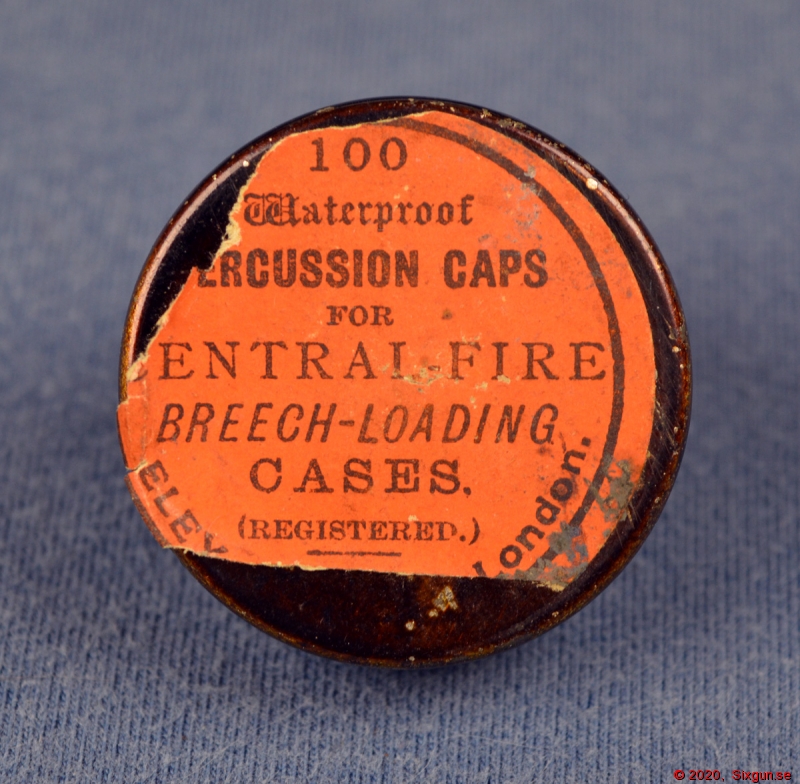 100
Waterproof
ERCUSSION CAPS
FOR
ENTRAL-FIRE
BREECH-LOADING
CASES.
(REGISTERED.)
ELEY
London.
© 2020, Sixgun.se